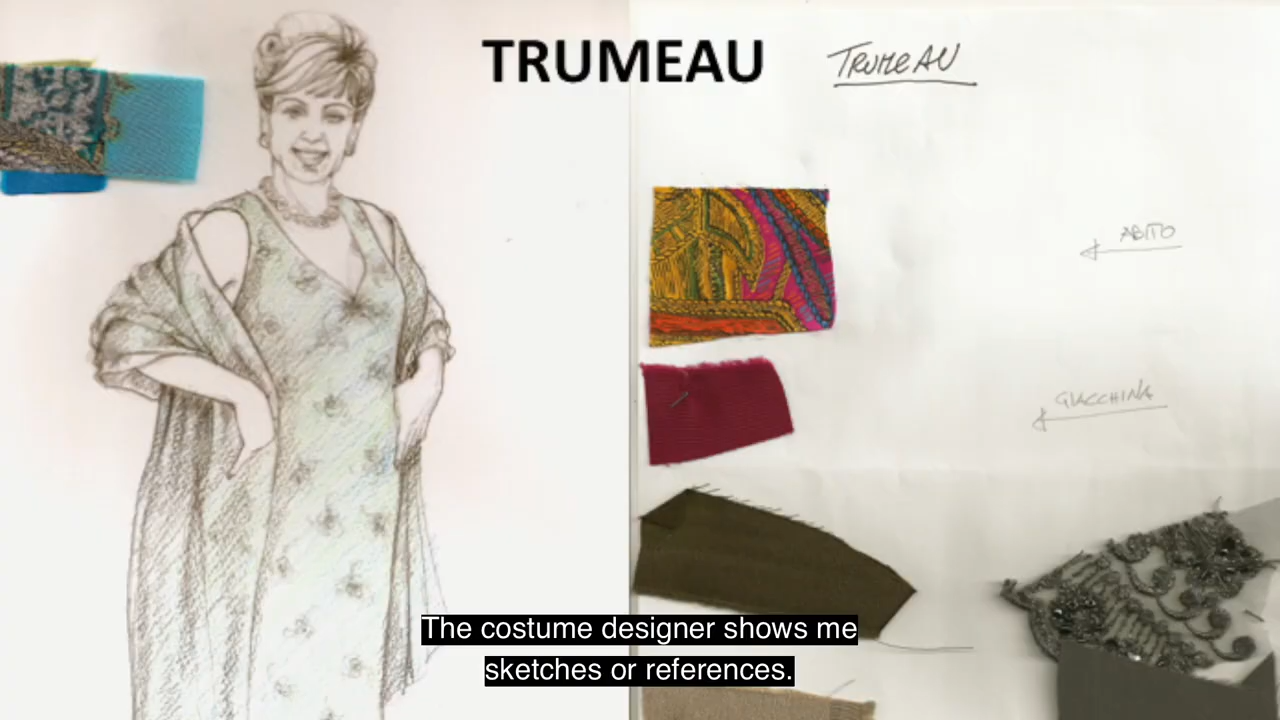 TRUMEAU
TRUMEAU
ABITO
GIACCHINA
The costume designer shows me
sketches or references.